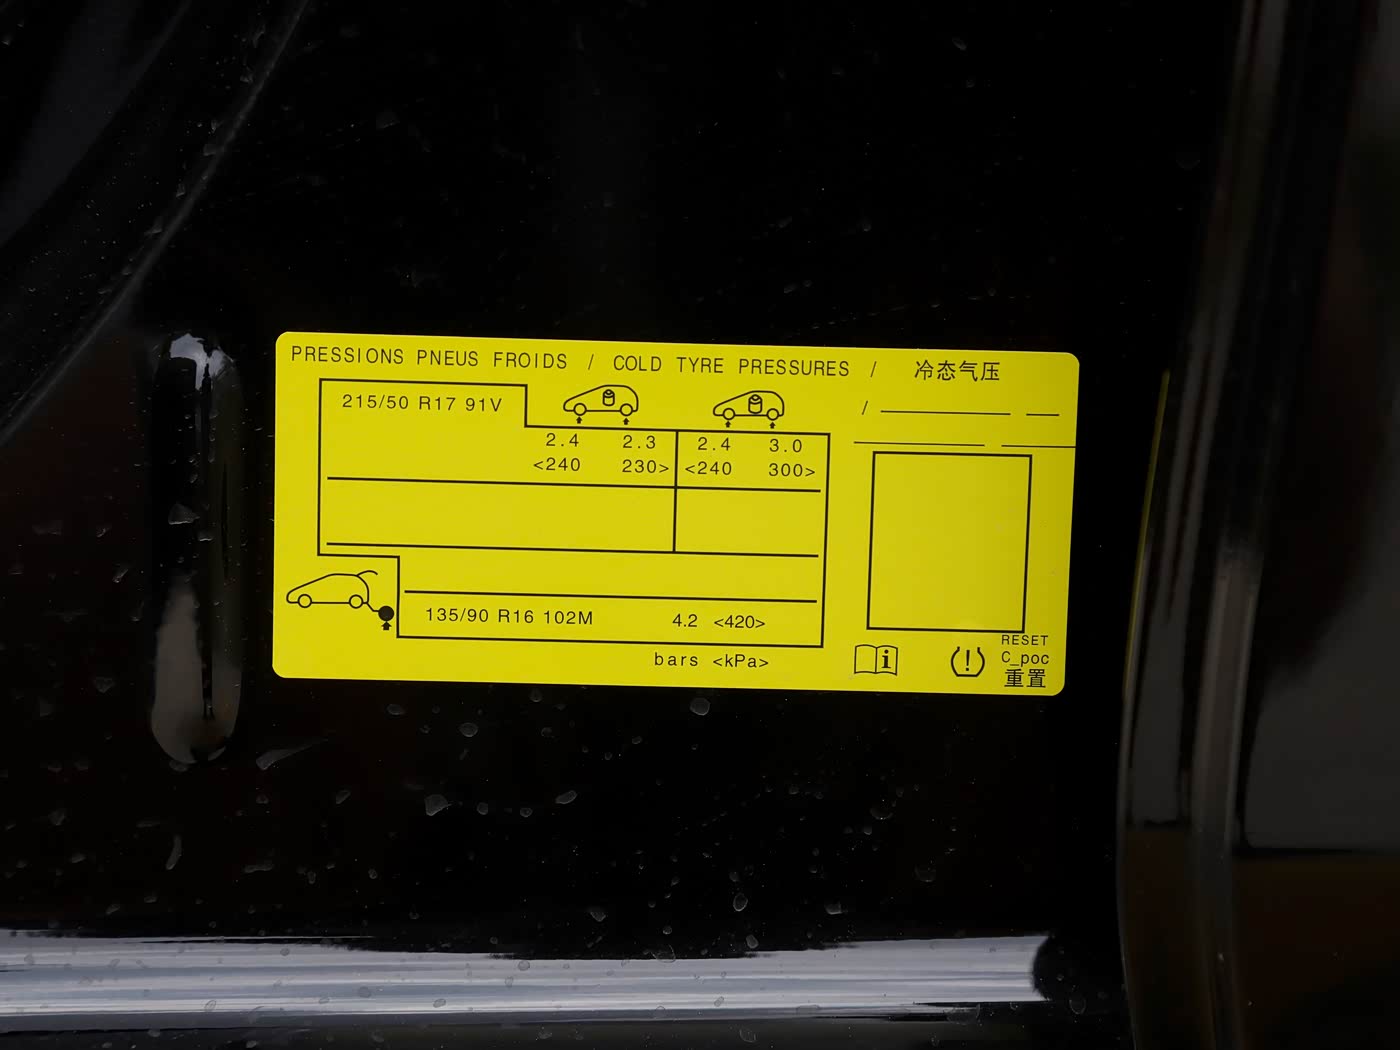 PRESSIONS PNEUS FROIDS / COLD TYRE PRESSURES / 冷态气压
215/50 R17 91V
/
2.4 2.3 2.4 3.0
<240 230> <240 300>
135/90 R16 102M 4.2 <420>
bars <kPa>
i
!
RESET
C_poc
重置